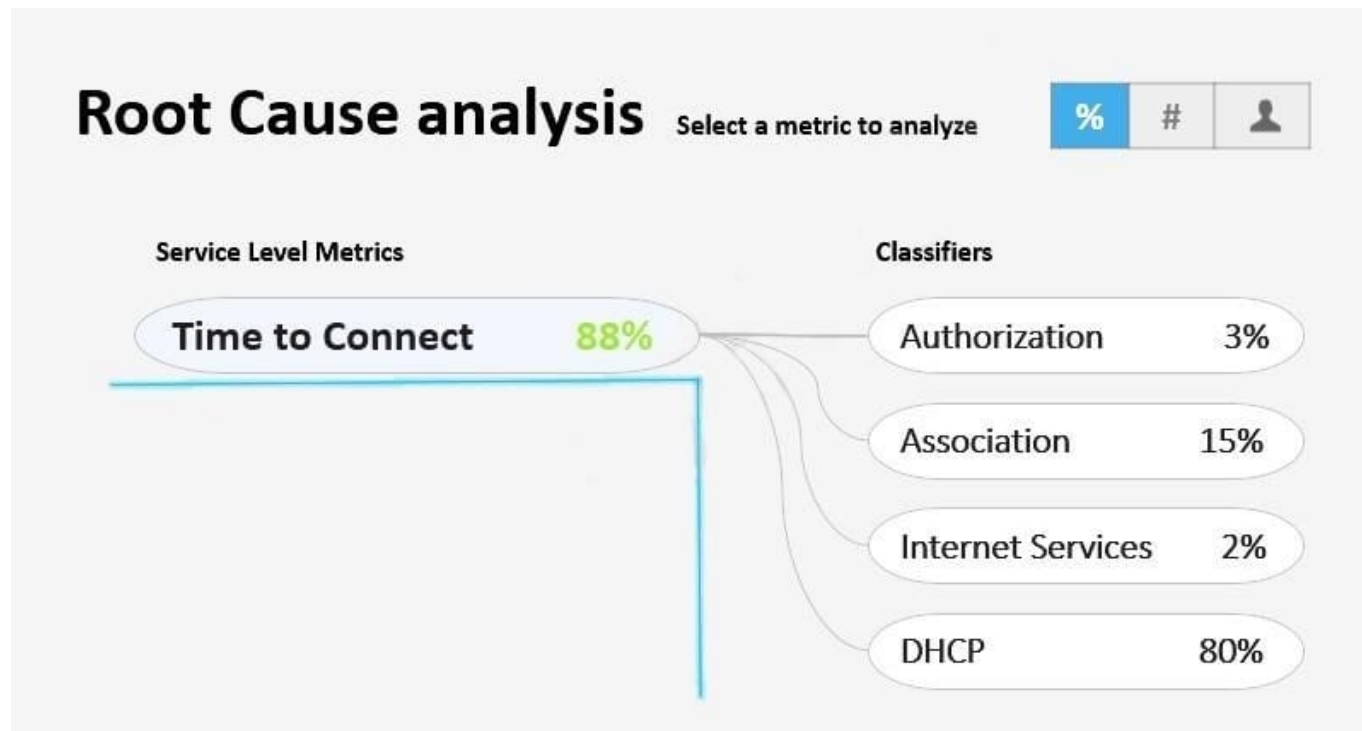 Root Cause analysis Select a metric to analyze % #
Service Level Metrics Classifiers
Time to Connect 88% Authorization 3%
Association 15%
Internet Services 2%
DHCP 80%